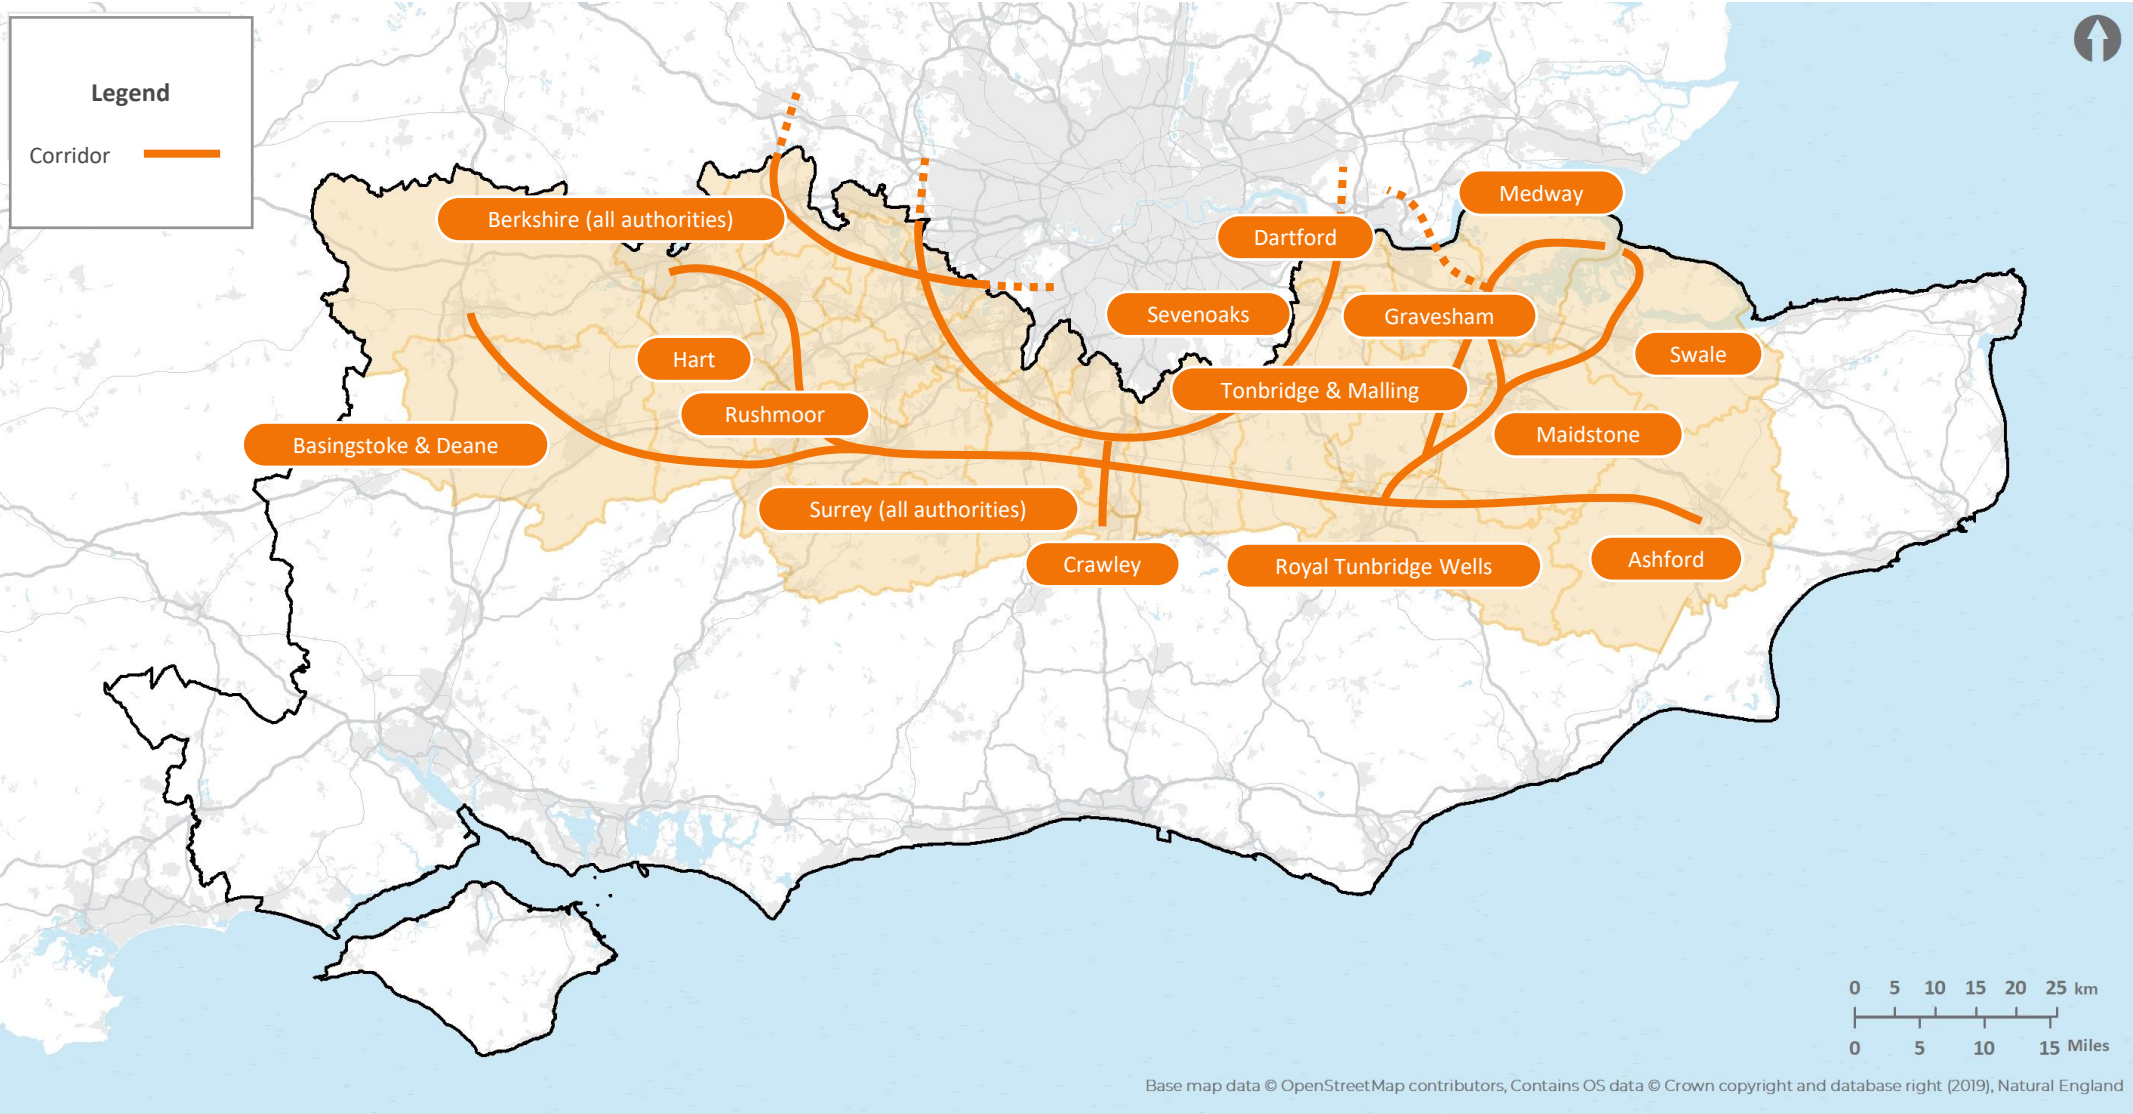 Legend
Corridor
Berkshire (all authorities)
Medway
Dartford
Sevenoaks
Gravesham
Hart
Swale
Tonbridge & Malling
Rushmoor
Basingstoke & Deane
Maidstone
Surrey (all authorities)
Crawley
Royal Tunbridge Wells
Ashford
0 5 10 15 20 25 km
0 5 10 15 Miles
Base map data © OpenStreetMap contributors, Contains OS data © Crown copyright and database right (2019), Natural England